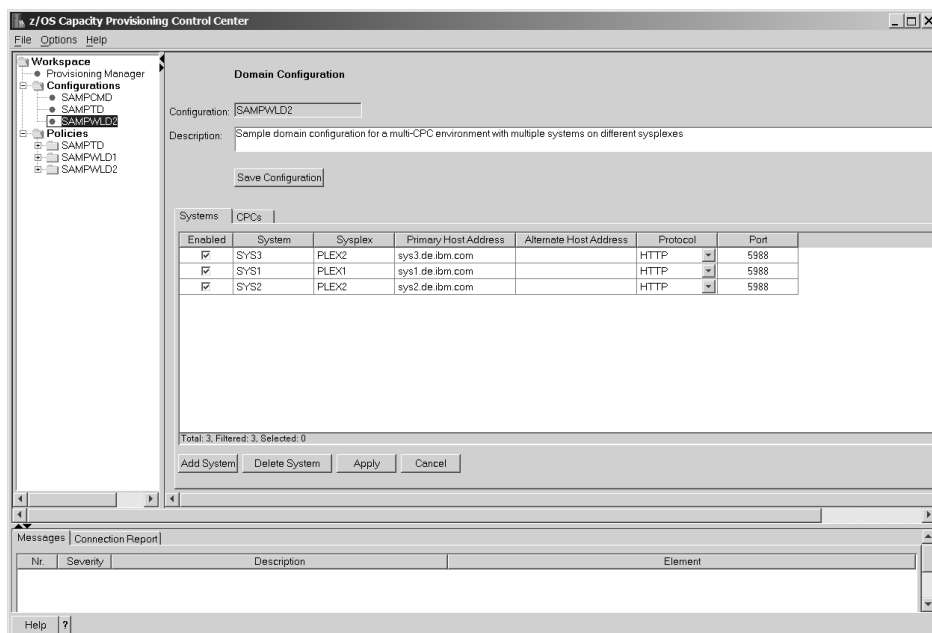 z/OS Capacity Provisioning Control Center
File Options Help
Workspace
Provisioning Manager
Configurations
SAMPCMD
SAMPTD
SAMPWLD2
Policies
SAMPTD
SAMPWLD1
SAMPWLD2
Domain Configuration
Configuration: SAMPWLD2
Description: Sample domain configuration for a multi-CPC environment with multiple systems on different sysplexes
Save Configuration
Systems CPCs
Enabled System Sysplex Primary Host Address Alternate Host Address Protocol Port
SYS3 PLEX2 sys3.de.ibm.com HTTP 5988
SYS1 PLEX1 sys1.de.ibm.com HTTP 5988
SYS2 PLEX2 sys2.de.ibm.com HTTP 5988
Total: 3, Filtered: 3, Selected: 0
Add System Delete System Apply Cancel
Messages Connection Report
Nr. Severity Description Element
Help ?